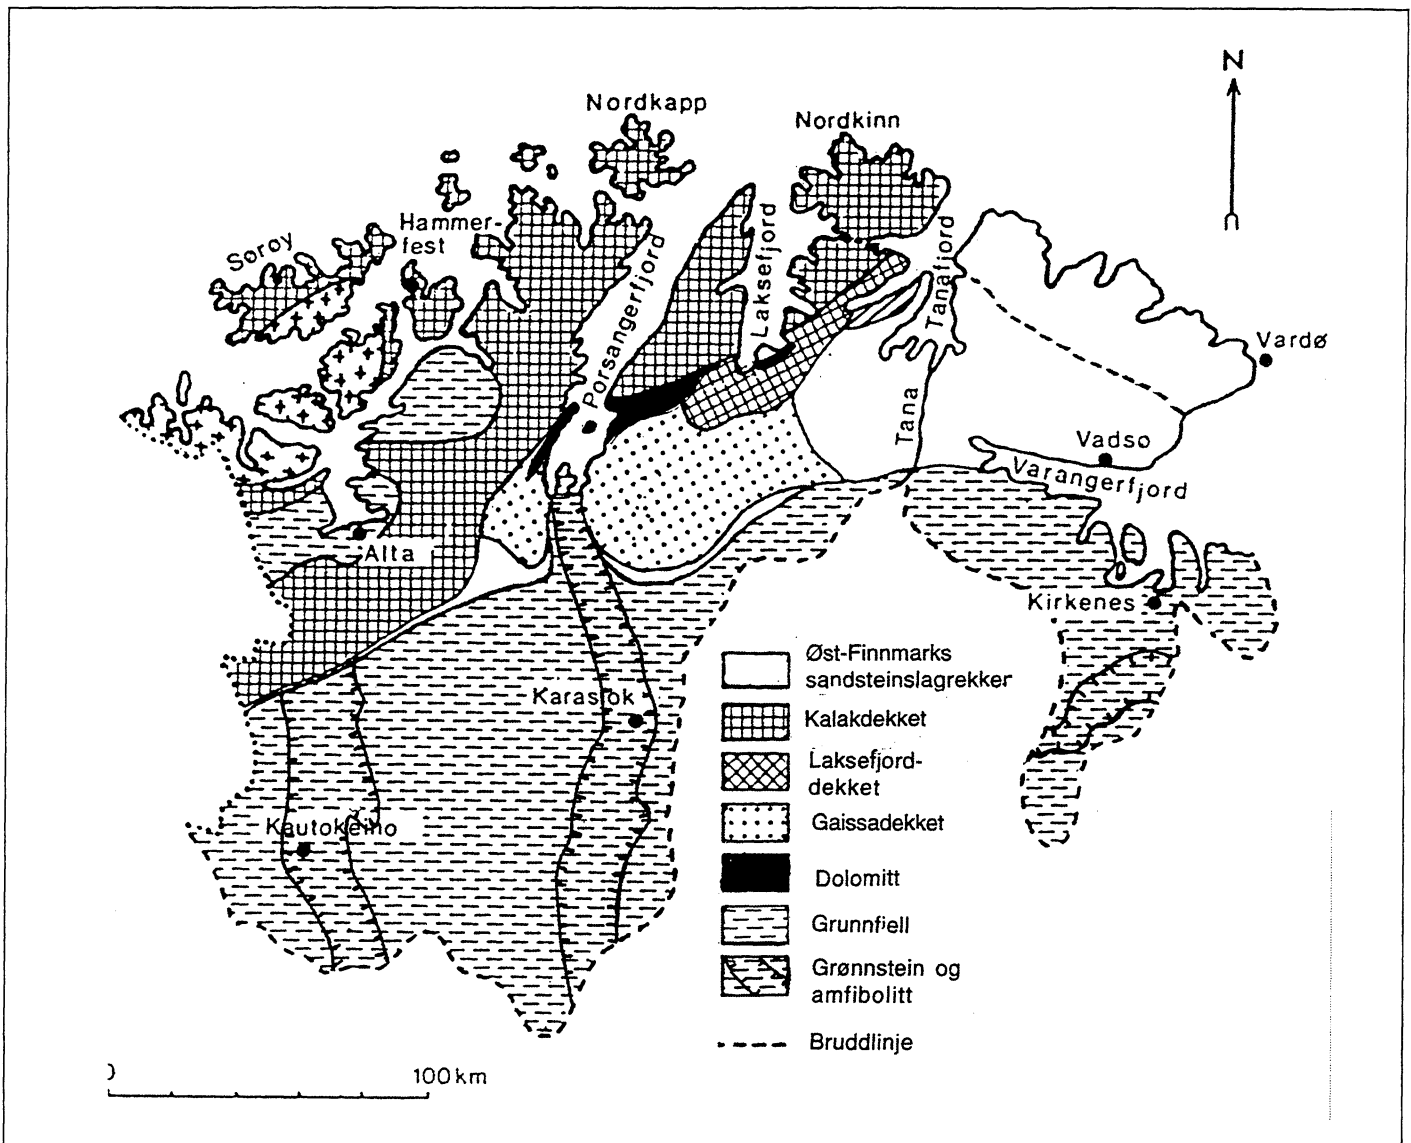 N
Nordkapp
Nordkinn
Hammer-
fest
Sørøy
Porsangerfjord
Laksefjord
Tanafjord
Vardø
Tana
Vadsø
Varangerfjord
Alta
Kirkenes
Karasjok
Kautokeino
Øst-Finnmarks
sandsteinslagrekker
Kalakdekket
Laksefjord-
dekket
Gaissadekket
Dolomitt
Grunnfjell
Grønnstein og
amfibolitt
Bruddlinje
100 km